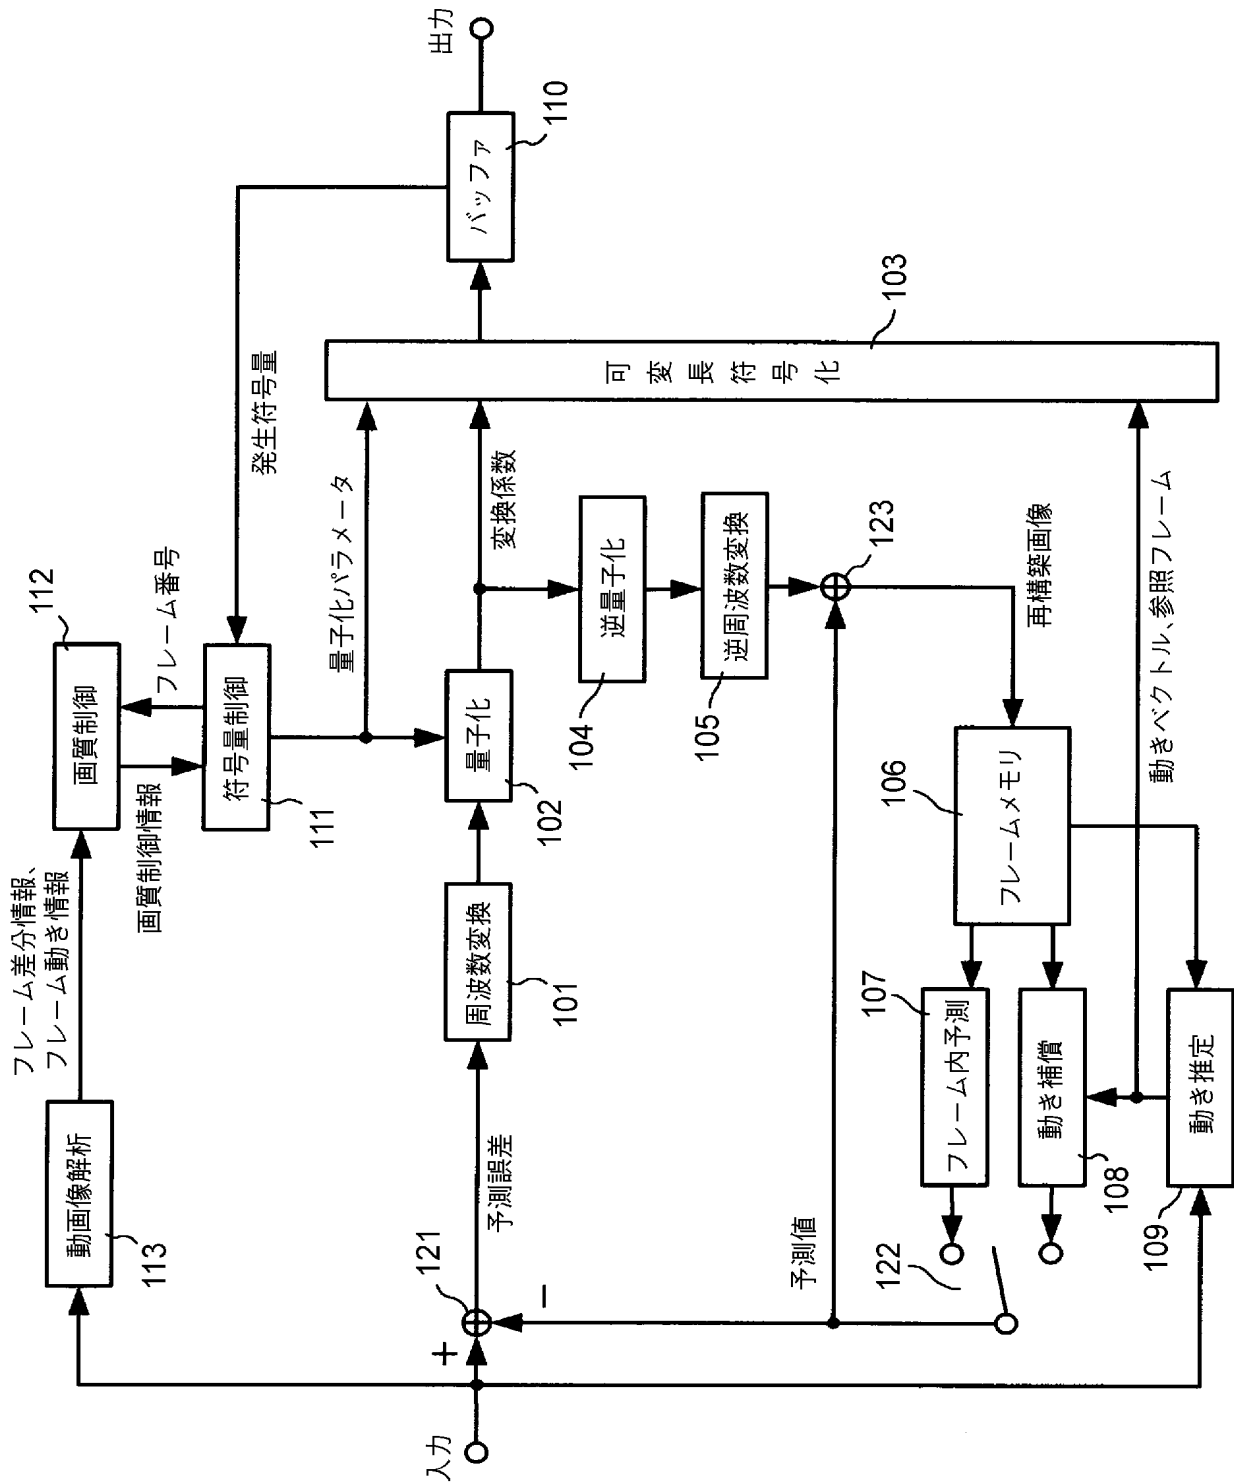 入力
動画像解析
113
フレーム差分情報、
フレーム動き情報
画質制御
112
画質制御情報
フレーム番号
符号量制御
111
発生符号量
量子化パラメータ
+
−
121
予測誤差
周波数変換
101
量子化
102
変換係数
可変長符号化
103
バッファ
110
出力
逆量子化
104
逆周波数変換
105
123
再構築画像
予測値
122
フレームメモリ
106
フレーム内予測
107
動き補償
108
動き推定
109
動きベクトル、参照フレーム